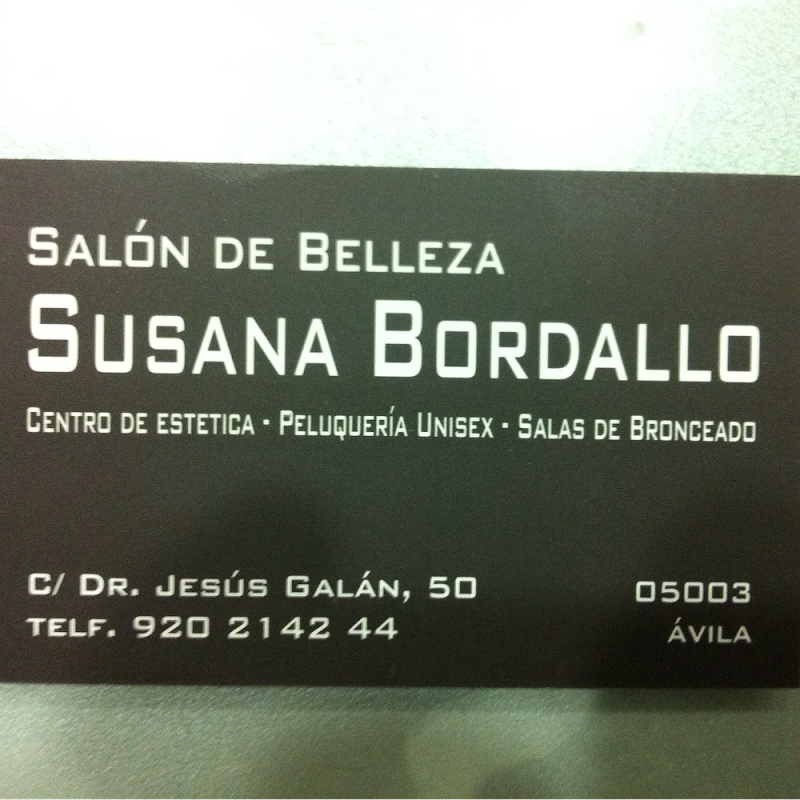 Salón de Belleza
Susana Bordallo
Centro de estetica · Peluquería Unisex · Salas de Bronceado
C/ Dr. Jesús Galán, 50
05003
telf. 920 2142 44
Ávila